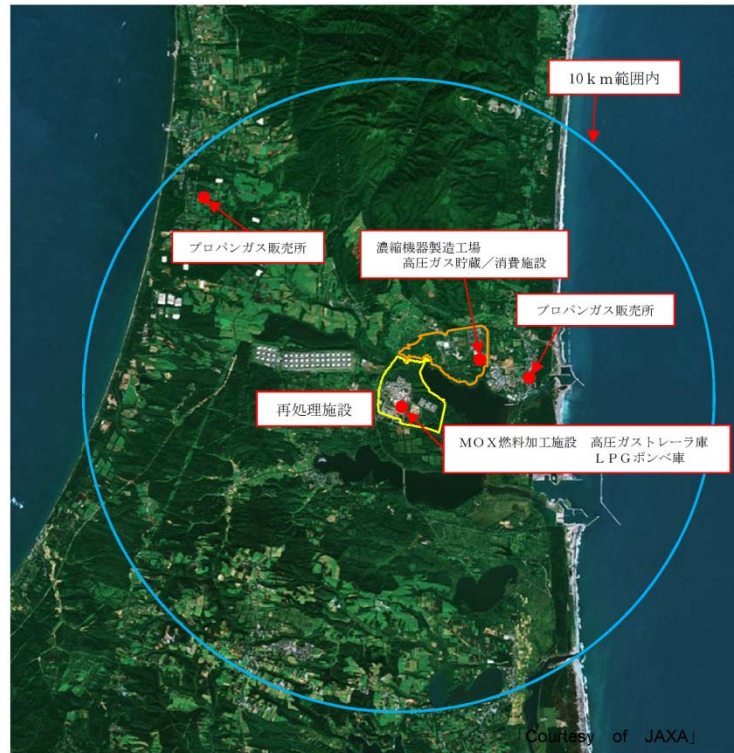 10ｋｍ範囲内
プロパンガス販売所
濃縮機器製造工場
高圧ガス貯蔵／消費施設
プロパンガス販売所
再処理施設
ＭＯＸ燃料加工施設　高圧ガストレーラ庫
ＬＰＧボンベ庫
「Courtesy of JAXA」